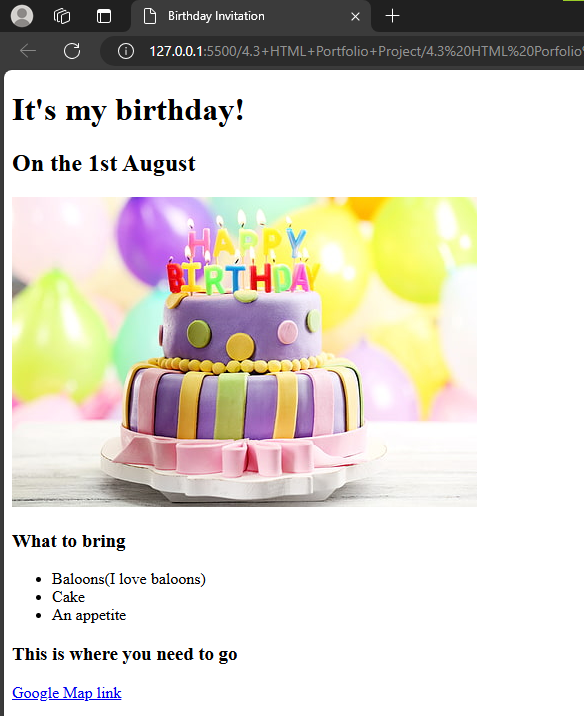 Birthday Invitation
127.0.0.1:5500/4.3+HTML+Portfolio+Project/4.3%20HTML%20Porfolio%
It's my birthday!
On the 1st August
HAPPY
BIRTHDAY
What to bring
Baloons(I love baloons)
Cake
An appetite
This is where you need to go
Google Map link